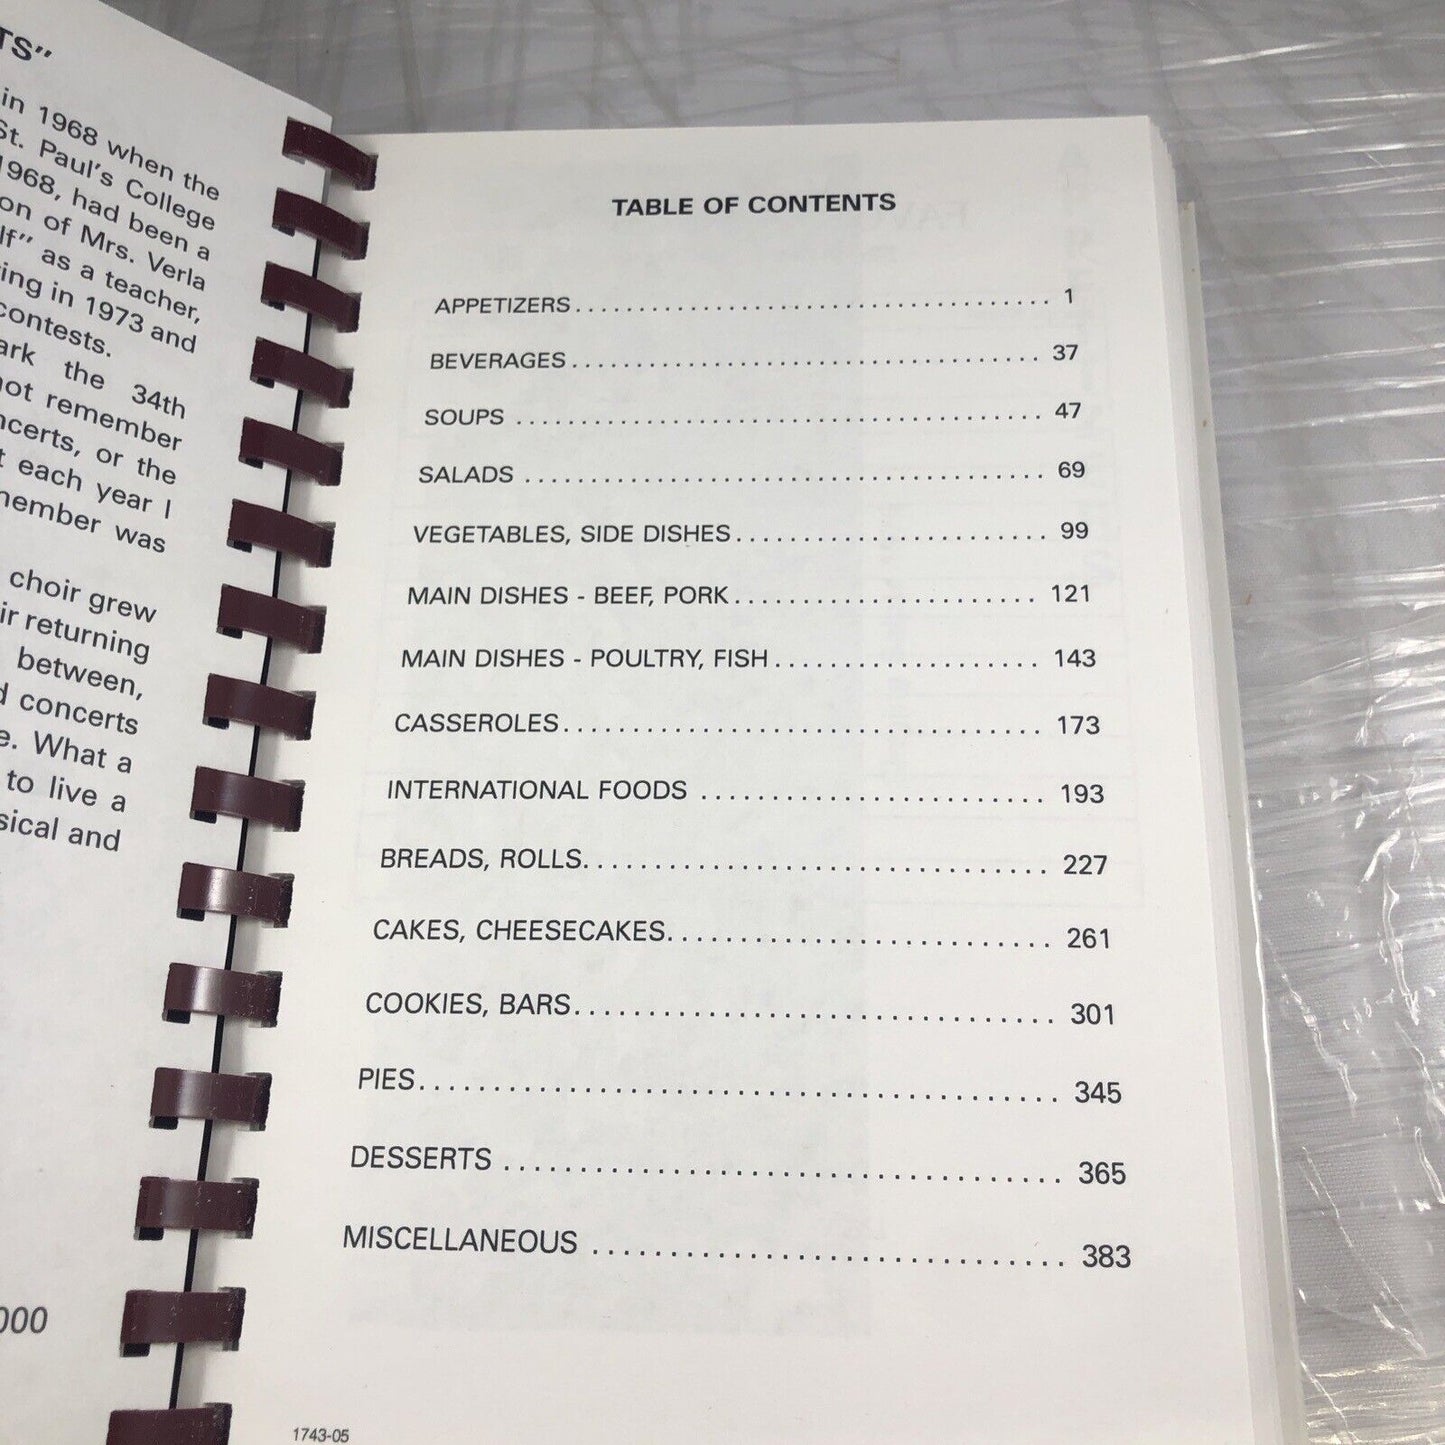 TS"
in 1968 when the
St. Paul's College
1968, had been a
on of Mrs. Verla
lf" as a teacher,
ing in 1973 and
contests.
ark the 34th
not remember
ncerts, or the
t each year I
member was
choir grew
ir returning
between,
d concerts
e. What a
to live a
sical and
000
TABLE OF CONTENTS
APPETIZERS . . . . . . . . . . . . . . . . . . . . 1
BEVERAGES . . . . . . . . . . . . . . . . . . . . 37
SOUPS . . . . . . . . . . . . . . . . . . . . 47
SALADS . . . . . . . . . . . . . . . . . . . . 69
VEGETABLES, SIDE DISHES . . . . . . . . . . . . . . . . . . . . 99
MAIN DISHES - BEEF, PORK . . . . . . . . . . . . . . . . . . . . 121
MAIN DISHES - POULTRY, FISH . . . . . . . . . . . . . . . . . . . . 143
CASSEROLES . . . . . . . . . . . . . . . . . . . . 173
INTERNATIONAL FOODS . . . . . . . . . . . . . . . . . . . . 193
BREADS, ROLLS . . . . . . . . . . . . . . . . . . . . 227
CAKES, CHEESECAKES . . . . . . . . . . . . . . . . . . . . 261
COOKIES, BARS . . . . . . . . . . . . . . . . . . . . 301
PIES . . . . . . . . . . . . . . . . . . . . 345
DESSERTS . . . . . . . . . . . . . . . . . . . . 365
MISCELLANEOUS . . . . . . . . . . . . . . . . . . . . 383
1743-05